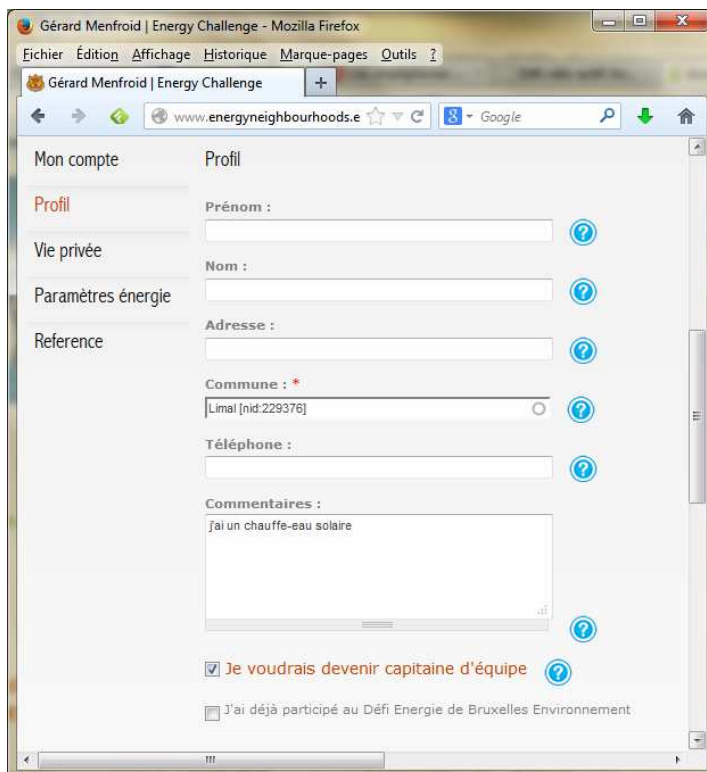 Gérard Menfroid | Energy Challenge - Mozilla Firefox
Fichier Édition Affichage Historique Marque-pages Outils ?
Gérard Menfroid | Energy Challenge +
www.energyneighbourhoods.e Google
Mon compte
Profil
Vie privée
Paramètres énergie
Reference
Profil
Prénom :
Nom :
Adresse :
Commune : *
Limal [nid:229376]
Téléphone :
Commentaires :
j'ai un chauffe-eau solaire
Je voudrais devenir capitaine d'équipe
J'ai déjà participé au Défi Energie de Bruxelles Environnement